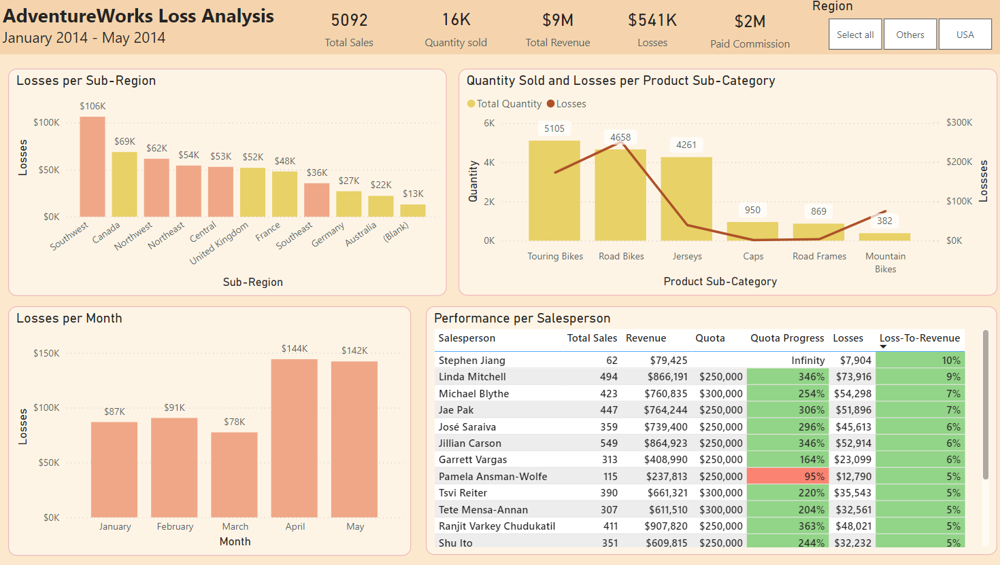 AdventureWorks Loss Analysis
January 2014 - May 2014
5092
Total Sales
16K
Quantity sold
$9M
Total Revenue
$541K
Losses
$2M
Paid Commission
Region
Select all
Others
USA
Losses per Sub-Region
Losses
$100K
$50K
$0K
$106K
$69K
$62K
$54K
$53K
$52K
$48K
$36K
$27K
$22K
$13K
Southwest
Canada
Northwest
Northeast
Central
United Kingdom
France
Southeast
Germany
Australia
(Blank)
Sub-Region
Quantity Sold and Losses per Product Sub-Category
Total Quantity Losses
Quantity
6K
4K
2K
0K
5105
4658
4261
950
869
382
$300K
$200K
$100K
$0K
Lossses
Touring Bikes
Road Bikes
Jerseys
Caps
Road Frames
Mountain
Bikes
Product Sub-Category
Losses per Month
Losses
$150K
$100K
$50K
$0K
$87K
$91K
$78K
$144K
$142K
January
February
March
April
May
Month
Performance per Salesperson
Salesperson Total Sales Revenue Quota Quota Progress Losses Loss-To-Revenue
Stephen Jiang 62 $79,425 Infinity $7,904 10%
Linda Mitchell 494 $866,191 $250,000 346% $73,916 9%
Michael Blythe 423 $760,835 $300,000 254% $54,298 7%
Jae Pak 447 $764,244 $250,000 306% $51,896 7%
José Saraiva 359 $739,400 $250,000 296% $45,613 6%
Jillian Carson 549 $864,923 $250,000 346% $52,914 6%
Garrett Vargas 313 $408,990 $250,000 164% $23,099 6%
Pamela Ansman-Wolfe 115 $237,813 $250,000 95% $12,790 5%
Tsvi Reiter 390 $661,321 $300,000 220% $35,543 5%
Tete Mensa-Annan 307 $611,510 $300,000 204% $32,561 5%
Ranjit Varkey Chudukatil 411 $907,820 $250,000 363% $48,021 5%
Shu Ito 351 $609,815 $250,000 244% $32,232 5%